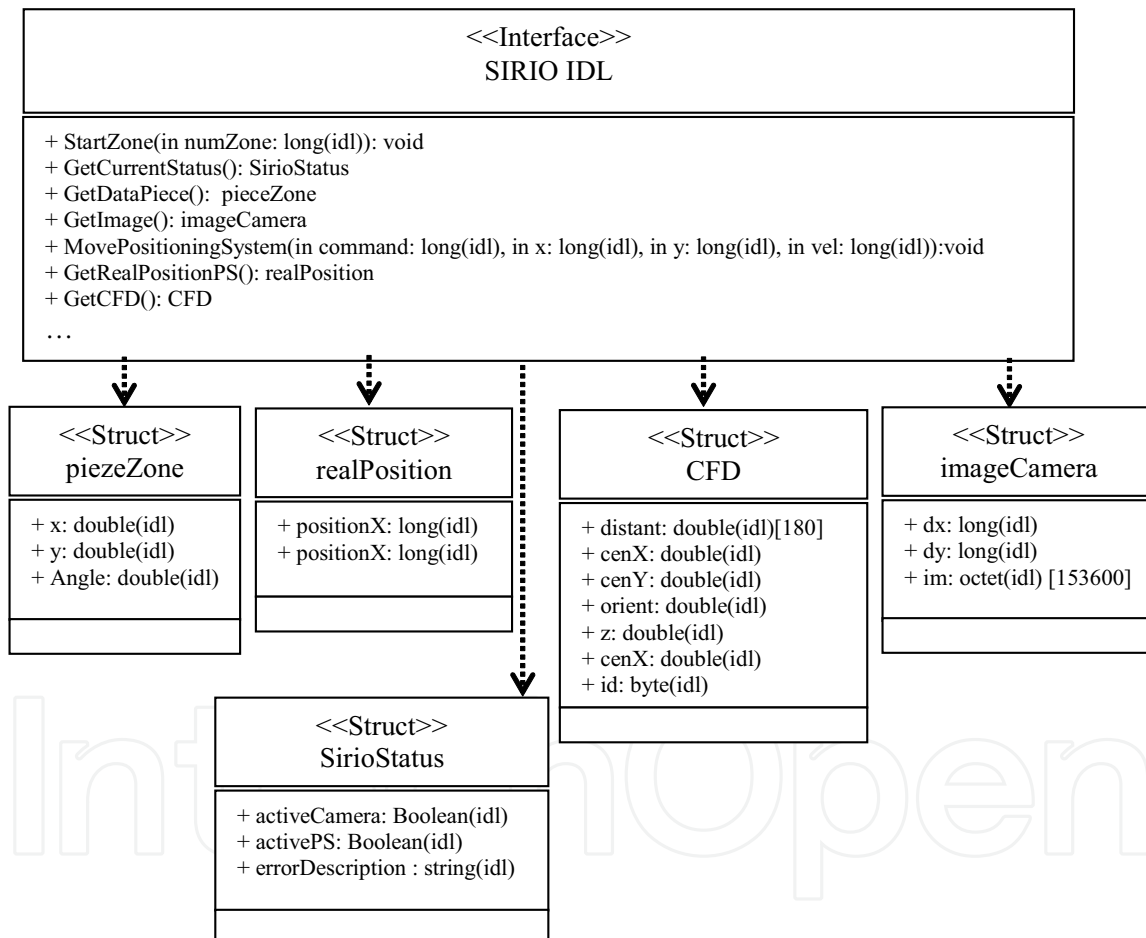 <<Interface>>
SIRIO IDL
+ StartZone(in numZone: long(idl)): void
+ GetCurrentStatus(): SirioStatus
+ GetDataPiece():  pieceZone
+ GetImage(): imageCamera
+ MovePositioningSystem(in command: long(idl), in x: long(idl), in y: long(idl), in vel: long(idl)):void
+ GetRealPositionPS(): realPosition
+ GetCFD(): CFD
…
<<Struct>>
piezeZone
+ x: double(idl)
+ y: double(idl)
+ Angle: double(idl)
<<Struct>>
realPosition
+ positionX: long(idl)
+ positionX: long(idl)
<<Struct>>
CFD
+ distant: double(idl)[180]
+ cenX: double(idl)
+ cenY: double(idl)
+ orient: double(idl)
+ z: double(idl)
+ cenX: double(idl)
+ id: byte(idl)
<<Struct>>
imageCamera
+ dx: long(idl)
+ dy: long(idl)
+ im: octet(idl) [153600]
<<Struct>>
SirioStatus
+ activeCamera: Boolean(idl)
+ activePS: Boolean(idl)
+ errorDescription : string(idl)